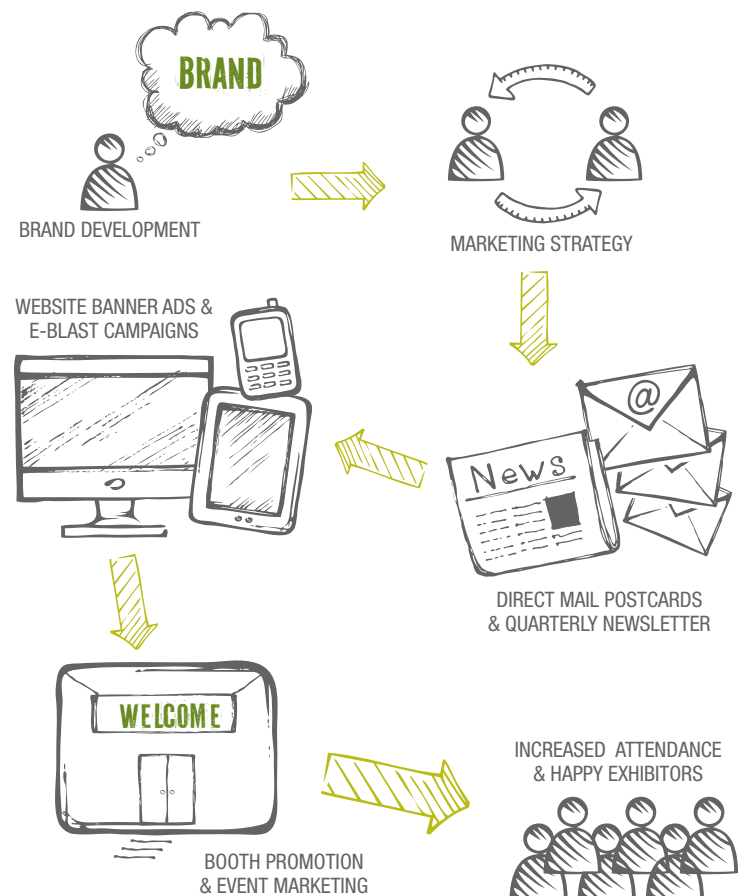 BRAND
BRAND DEVELOPMENT
MARKETING STRATEGY
WEBSITE BANNER ADS &
E-BLAST CAMPAIGNS
@
News
DIRECT MAIL POSTCARDS
& QUARTERLY NEWSLETTER
WELCOME
BOOTH PROMOTION
& EVENT MARKETING
INCREASED ATTENDANCE
& HAPPY EXHIBITORS